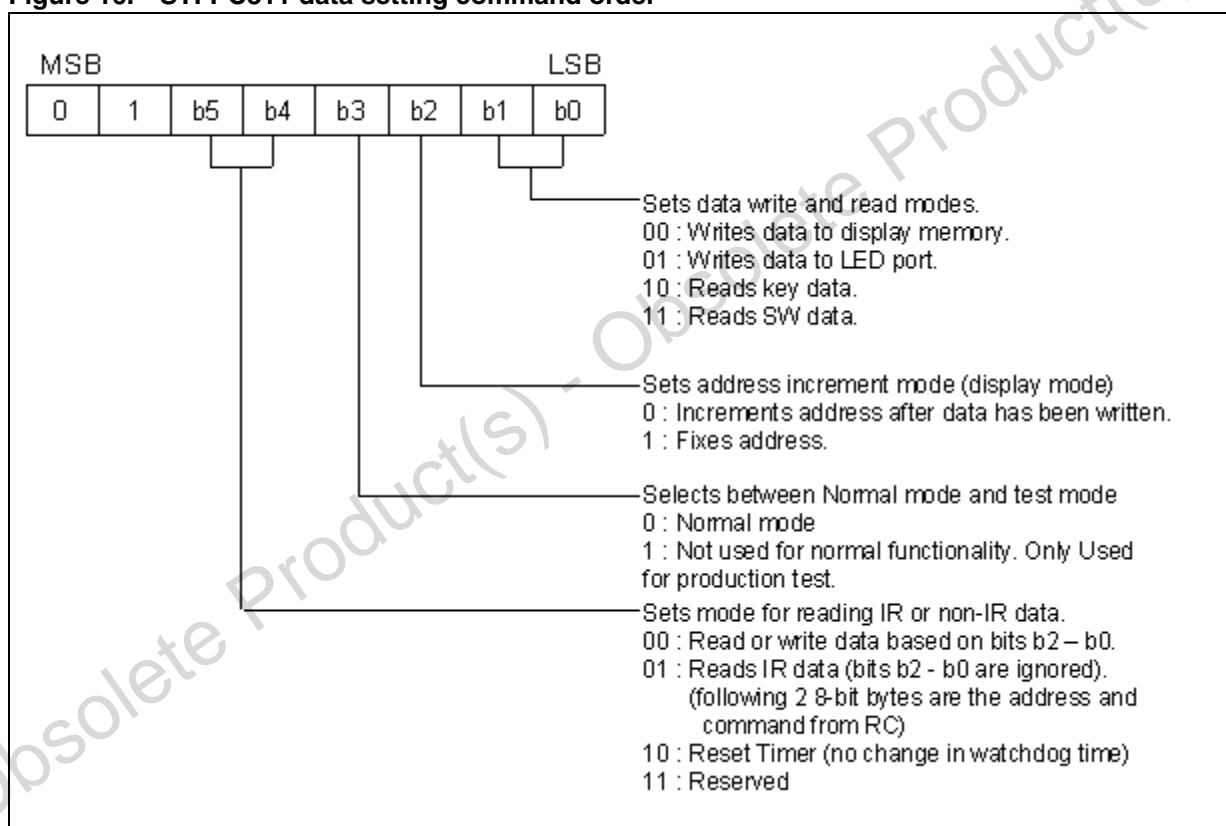 MSB LSB
0 1 b5 b4 b3 b2 b1 b0
Sets data write and read modes.
00 : Writes data to display memory.
01 : Writes data to LED port.
10 : Reads key data.
11 : Reads SW data.
Sets address increment mode (display mode)
0 : Increments address after data has been written.
1 : Fixes address.
Selects between Normal mode and test mode
0 : Normal mode
1 : Not used for normal functionality. Only Used
for production test.
Sets mode for reading IR or non-IR data.
00 : Read or write data based on bits b2 – b0.
01 : Reads IR data (bits b2 - b0 are ignored).
(following 2 8-bit bytes are the address and
command from RC)
10 : Reset Timer (no change in watchdog time)
11 : Reserved
Obsolete Product(s) - Obsolete Product(s)